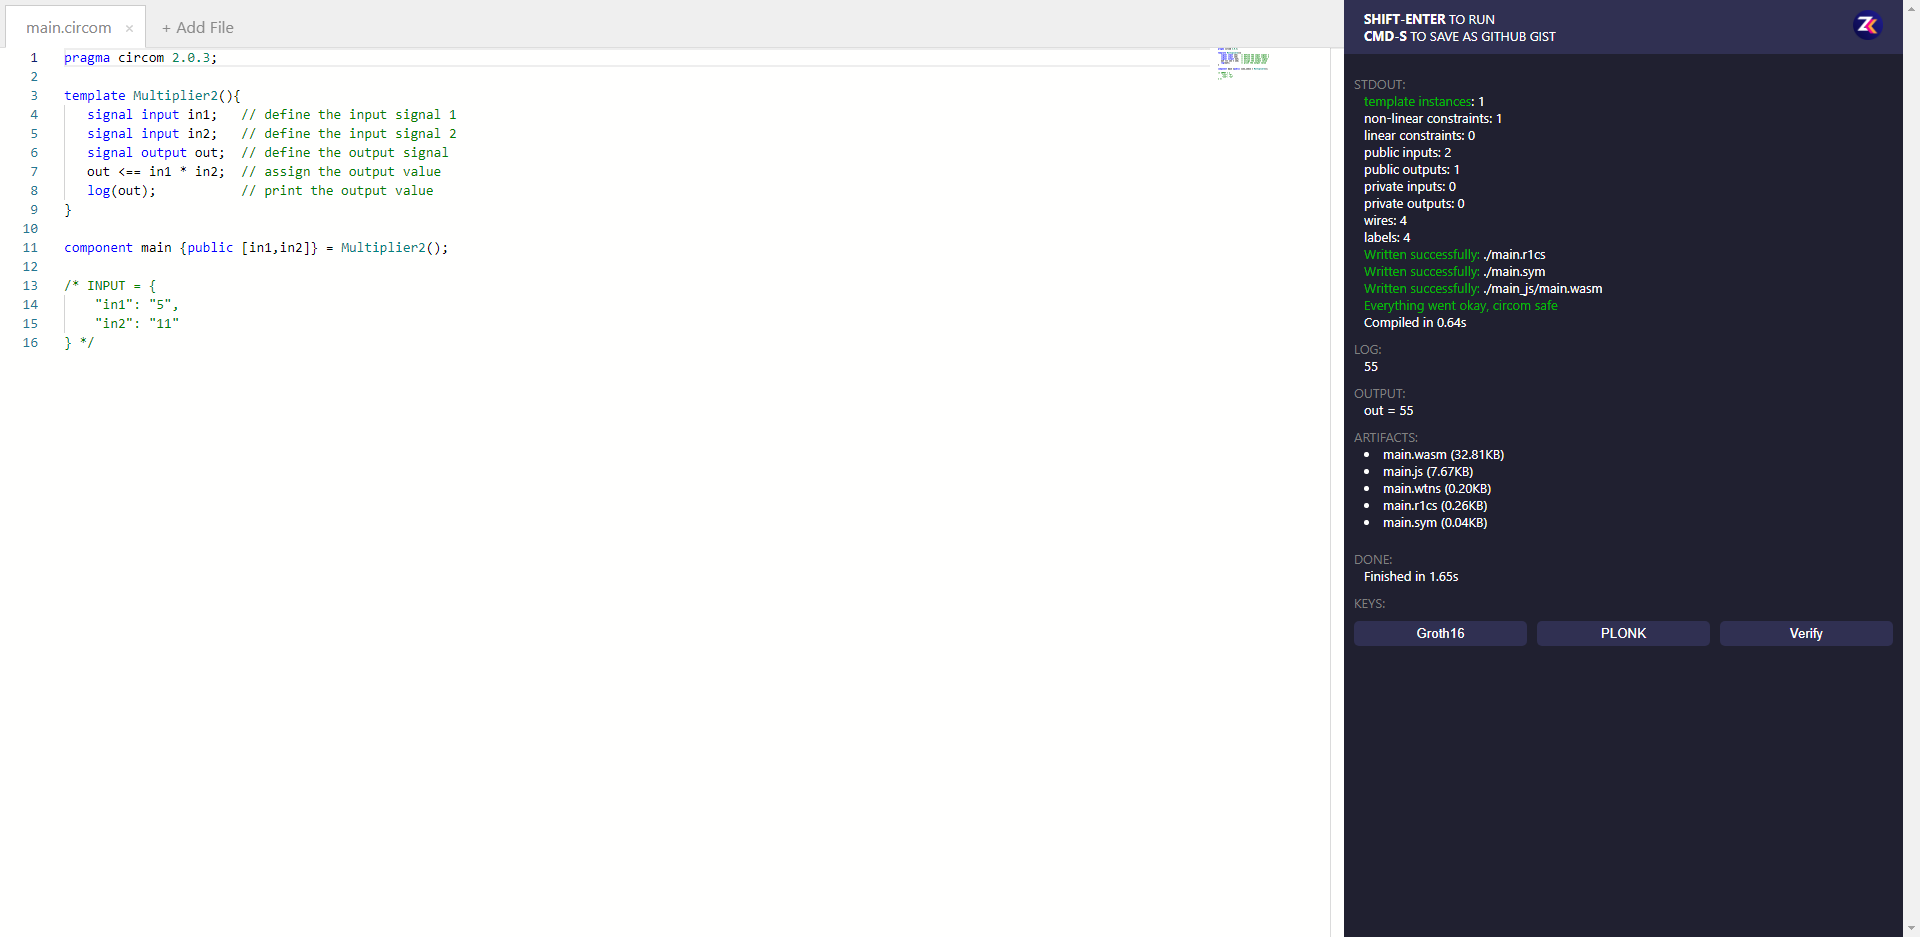 main.circom × + Add File
1 pragma circom 2.0.3;
2
3 template Multiplier2(){
4 signal input in1; // define the input signal 1
5 signal input in2; // define the input signal 2
6 signal output out; // define the output signal
7 out <== in1 * in2; // assign the output value
8 log(out); // print the output value
9 }
10
11 component main {public [in1,in2]} = Multiplier2();
12
13 /* INPUT = {
14 "in1": "5",
15 "in2": "11"
16 } */
SHIFT-ENTER TO RUN
CMD-S TO SAVE AS GITHUB GIST
ZK
STDOUT:
template instances: 1
non-linear constraints: 1
linear constraints: 0
public inputs: 2
public outputs: 1
private inputs: 0
private outputs: 0
wires: 4
labels: 4
Written successfully: ./main.r1cs
Written successfully: ./main.sym
Written successfully: ./main_js/main.wasm
Everything went okay, circom safe
Compiled in 0.64s
LOG:
55
OUTPUT:
out = 55
ARTIFACTS:
• main.wasm (32.81KB)
• main.js (7.67KB)
• main.wtns (0.20KB)
• main.r1cs (0.26KB)
• main.sym (0.04KB)
DONE:
Finished in 1.65s
KEYS:
Groth16 PLONK Verify